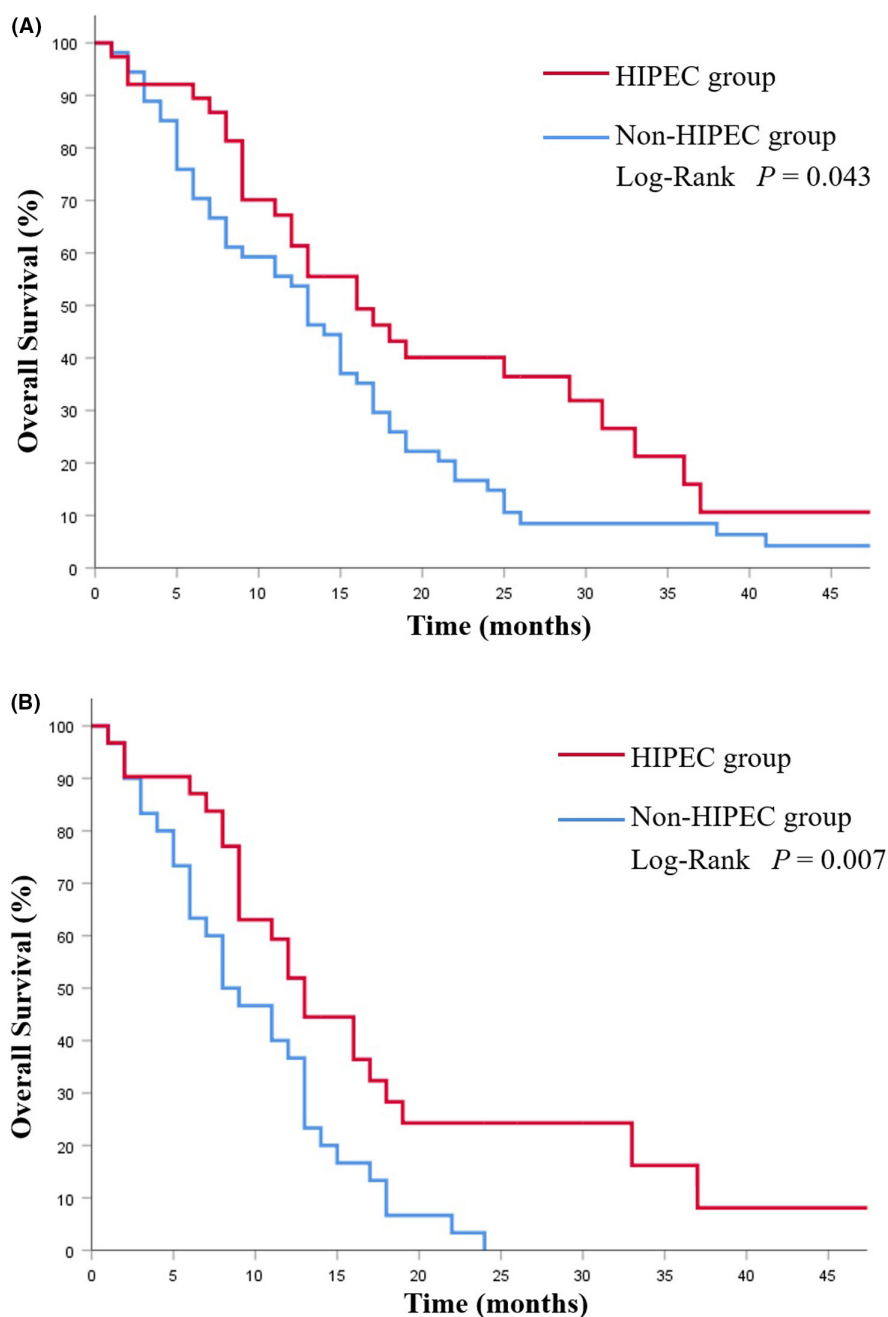 (A)
HIPEC group
Non-HIPEC group
Log-Rank P = 0.043
Overall Survival (%)
100
90
80
70
60
50
40
30
20
10
0
0 5 10 15 20 25 30 35 40 45
Time (months)
(B)
HIPEC group
Non-HIPEC group
Log-Rank P = 0.007
Overall Survival (%)
100
90
80
70
60
50
40
30
20
10
0
0 5 10 15 20 25 30 35 40 45
Time (months)